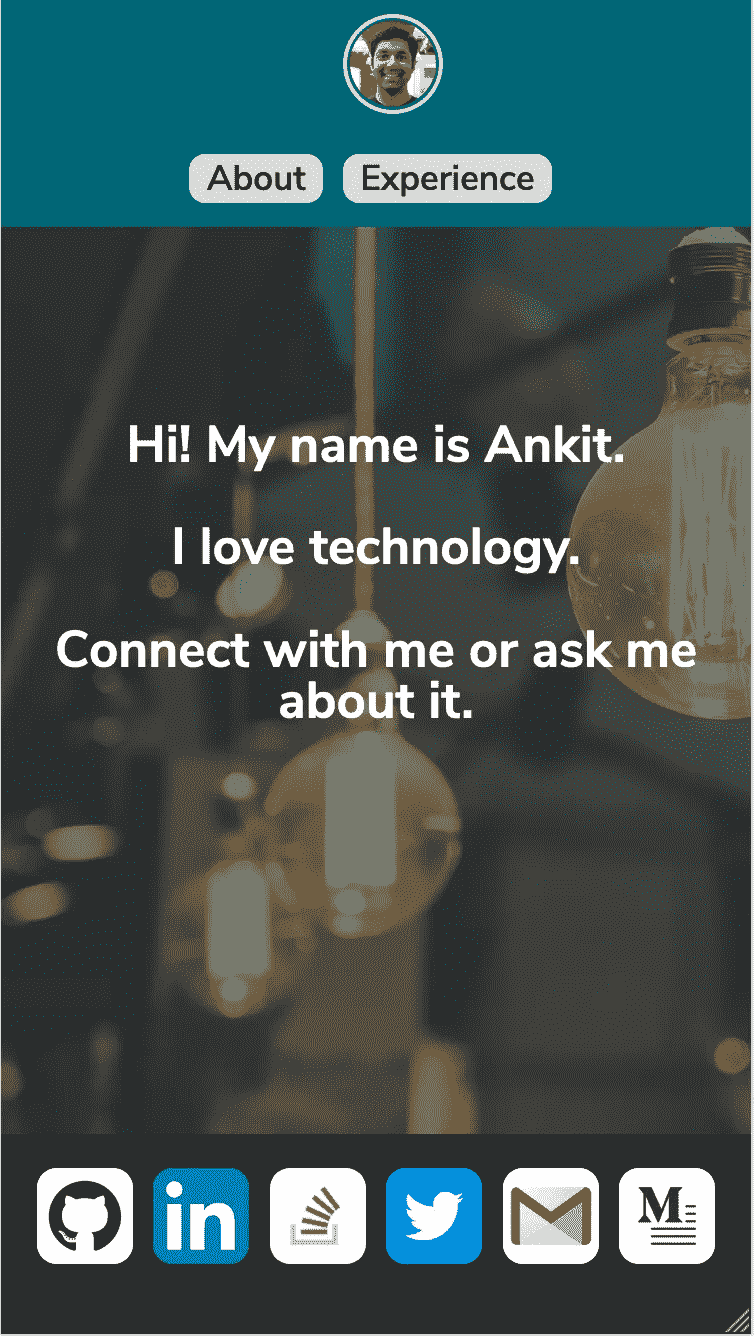 About Experience
Hi! My name is Ankit.
I love technology.
Connect with me or ask me
about it.
in
M